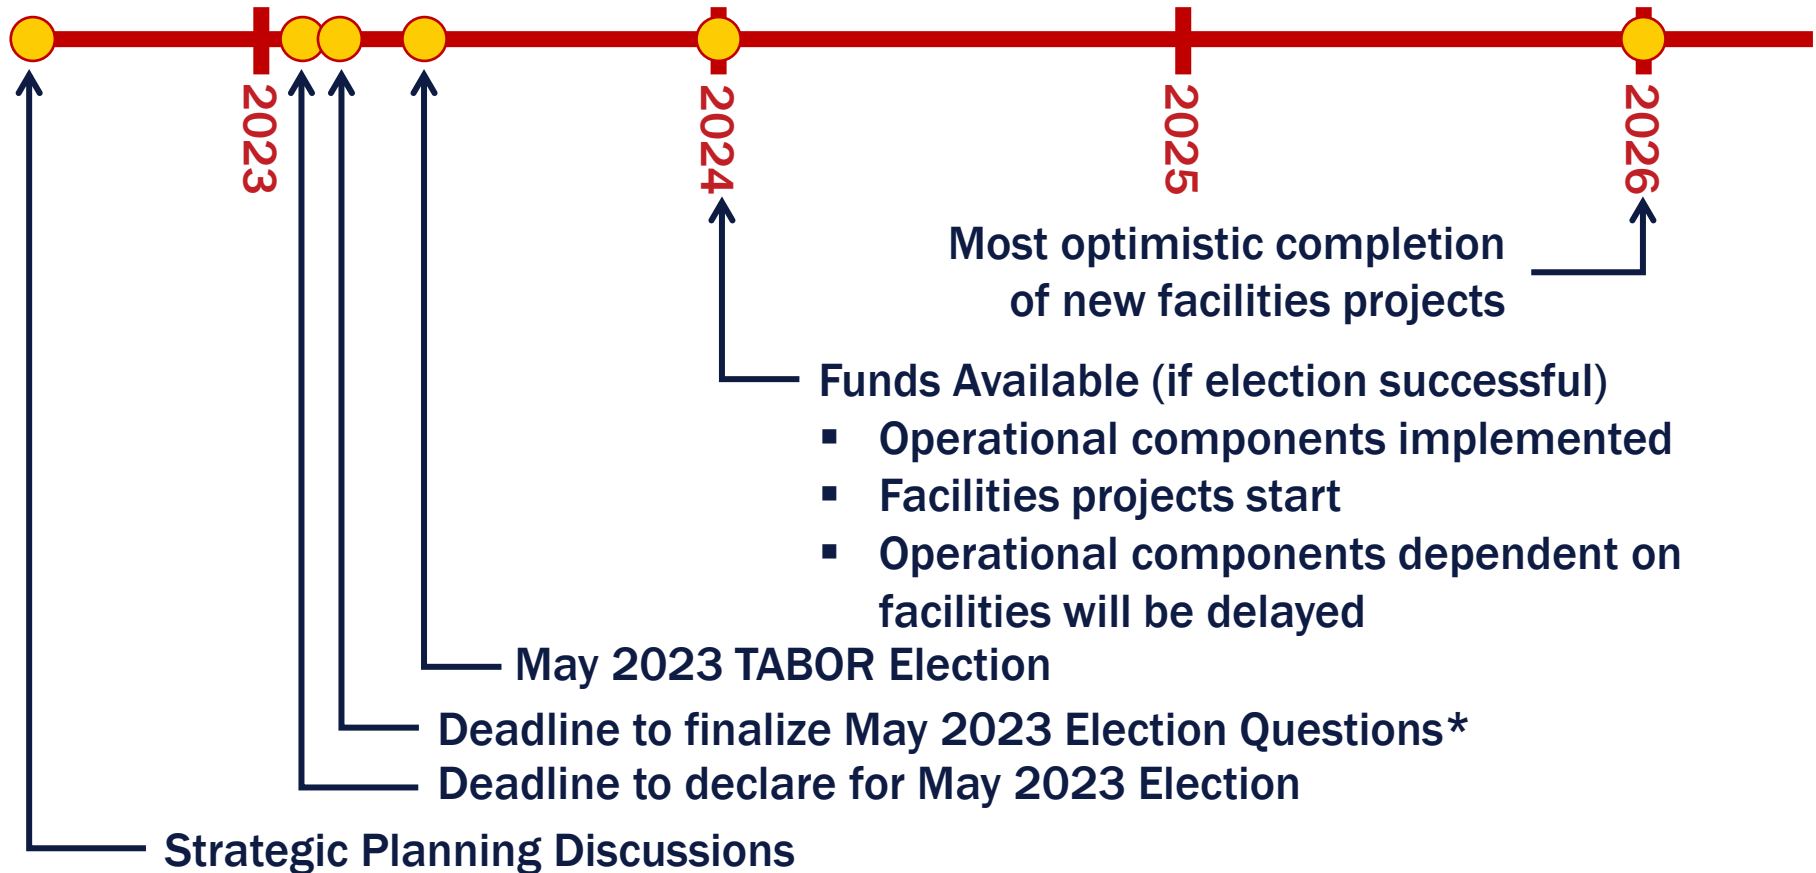 2023
2024
2025
2026
Most optimistic completion
of new facilities projects
Funds Available (if election successful)
▪ Operational components implemented
▪ Facilities projects start
▪ Operational components dependent on
facilities will be delayed
May 2023 TABOR Election
Deadline to finalize May 2023 Election Questions*
Deadline to declare for May 2023 Election
Strategic Planning Discussions